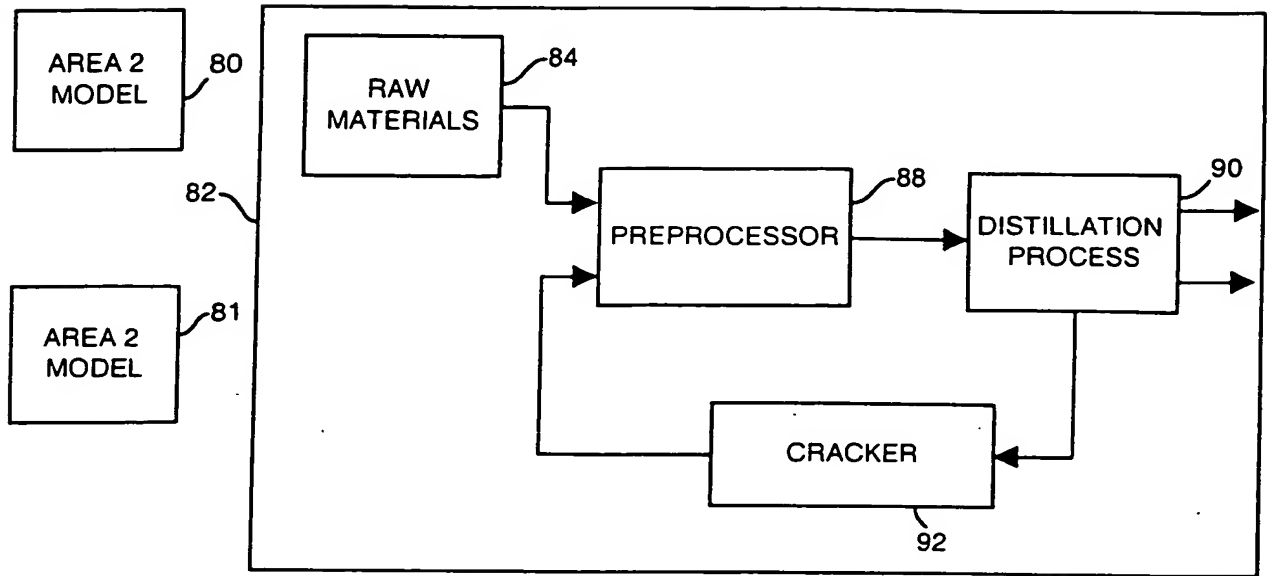 AREA 2
MODEL
80
RAW
MATERIALS
84
82
PREPROCESSOR
88
DISTILLATION
PROCESS
90
AREA 2
MODEL
81
CRACKER
92